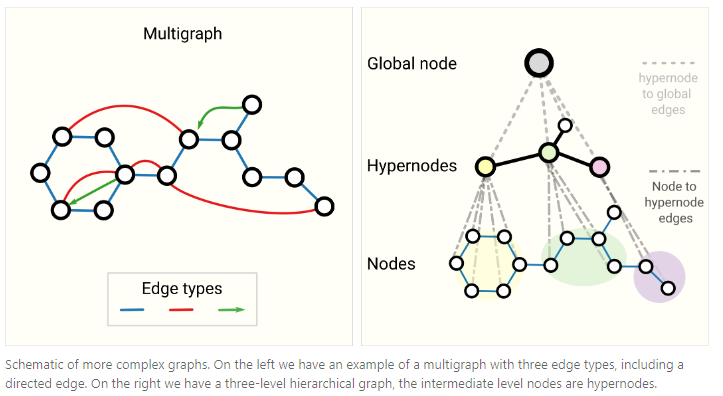 Multigraph
Edge types
Global node
hypernode
to global
edges
Hypernodes
Node to
hypernode
edges
Nodes
Schematic of more complex graphs. On the left we have an example of a multigraph with three edge types, including a
directed edge. On the right we have a three-level hierarchical graph, the intermediate level nodes are hypernodes.